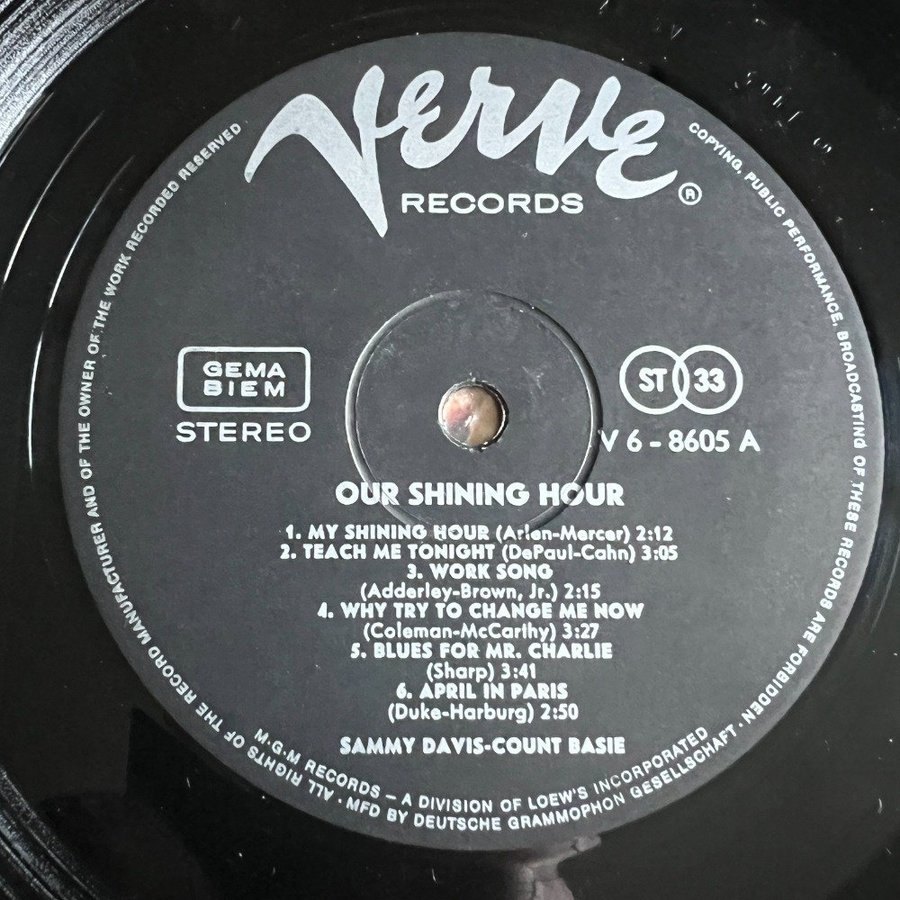 Verve
RECORDS ®
GEMA
BIEM
STEREO
ST 33
V 6 - 8605 A
OUR SHINING HOUR
1. MY SHINING HOUR (Arlen-Mercer) 2:12
2. TEACH ME TONIGHT (DePaul-Cahn) 3:05
3. WORK SONG
(Adderley-Brown, Jr.) 2:15
4. WHY TRY TO CHANGE ME NOW
(Coleman-McCarthy) 3:27
5. BLUES FOR MR. CHARLIE
(Sharp) 3:41
6. APRIL IN PARIS
(Duke-Harburg) 2:50
SAMMY DAVIS-COUNT BASIE
M·G·M RECORDS – A DIVISION OF LOEW'S INCORPORATED
· ALL RIGHTS OF THE RECORD MANUFACTURER AND OF THE OWNER OF THE WORK RECORDED RESERVED
COPYING, PUBLIC PERFORMANCE, BROADCASTING OF THESE RECORDS ARE FORBIDDEN · MFD BY DEUTSCHE GRAMMOPHON GESELLSCHAFT ·